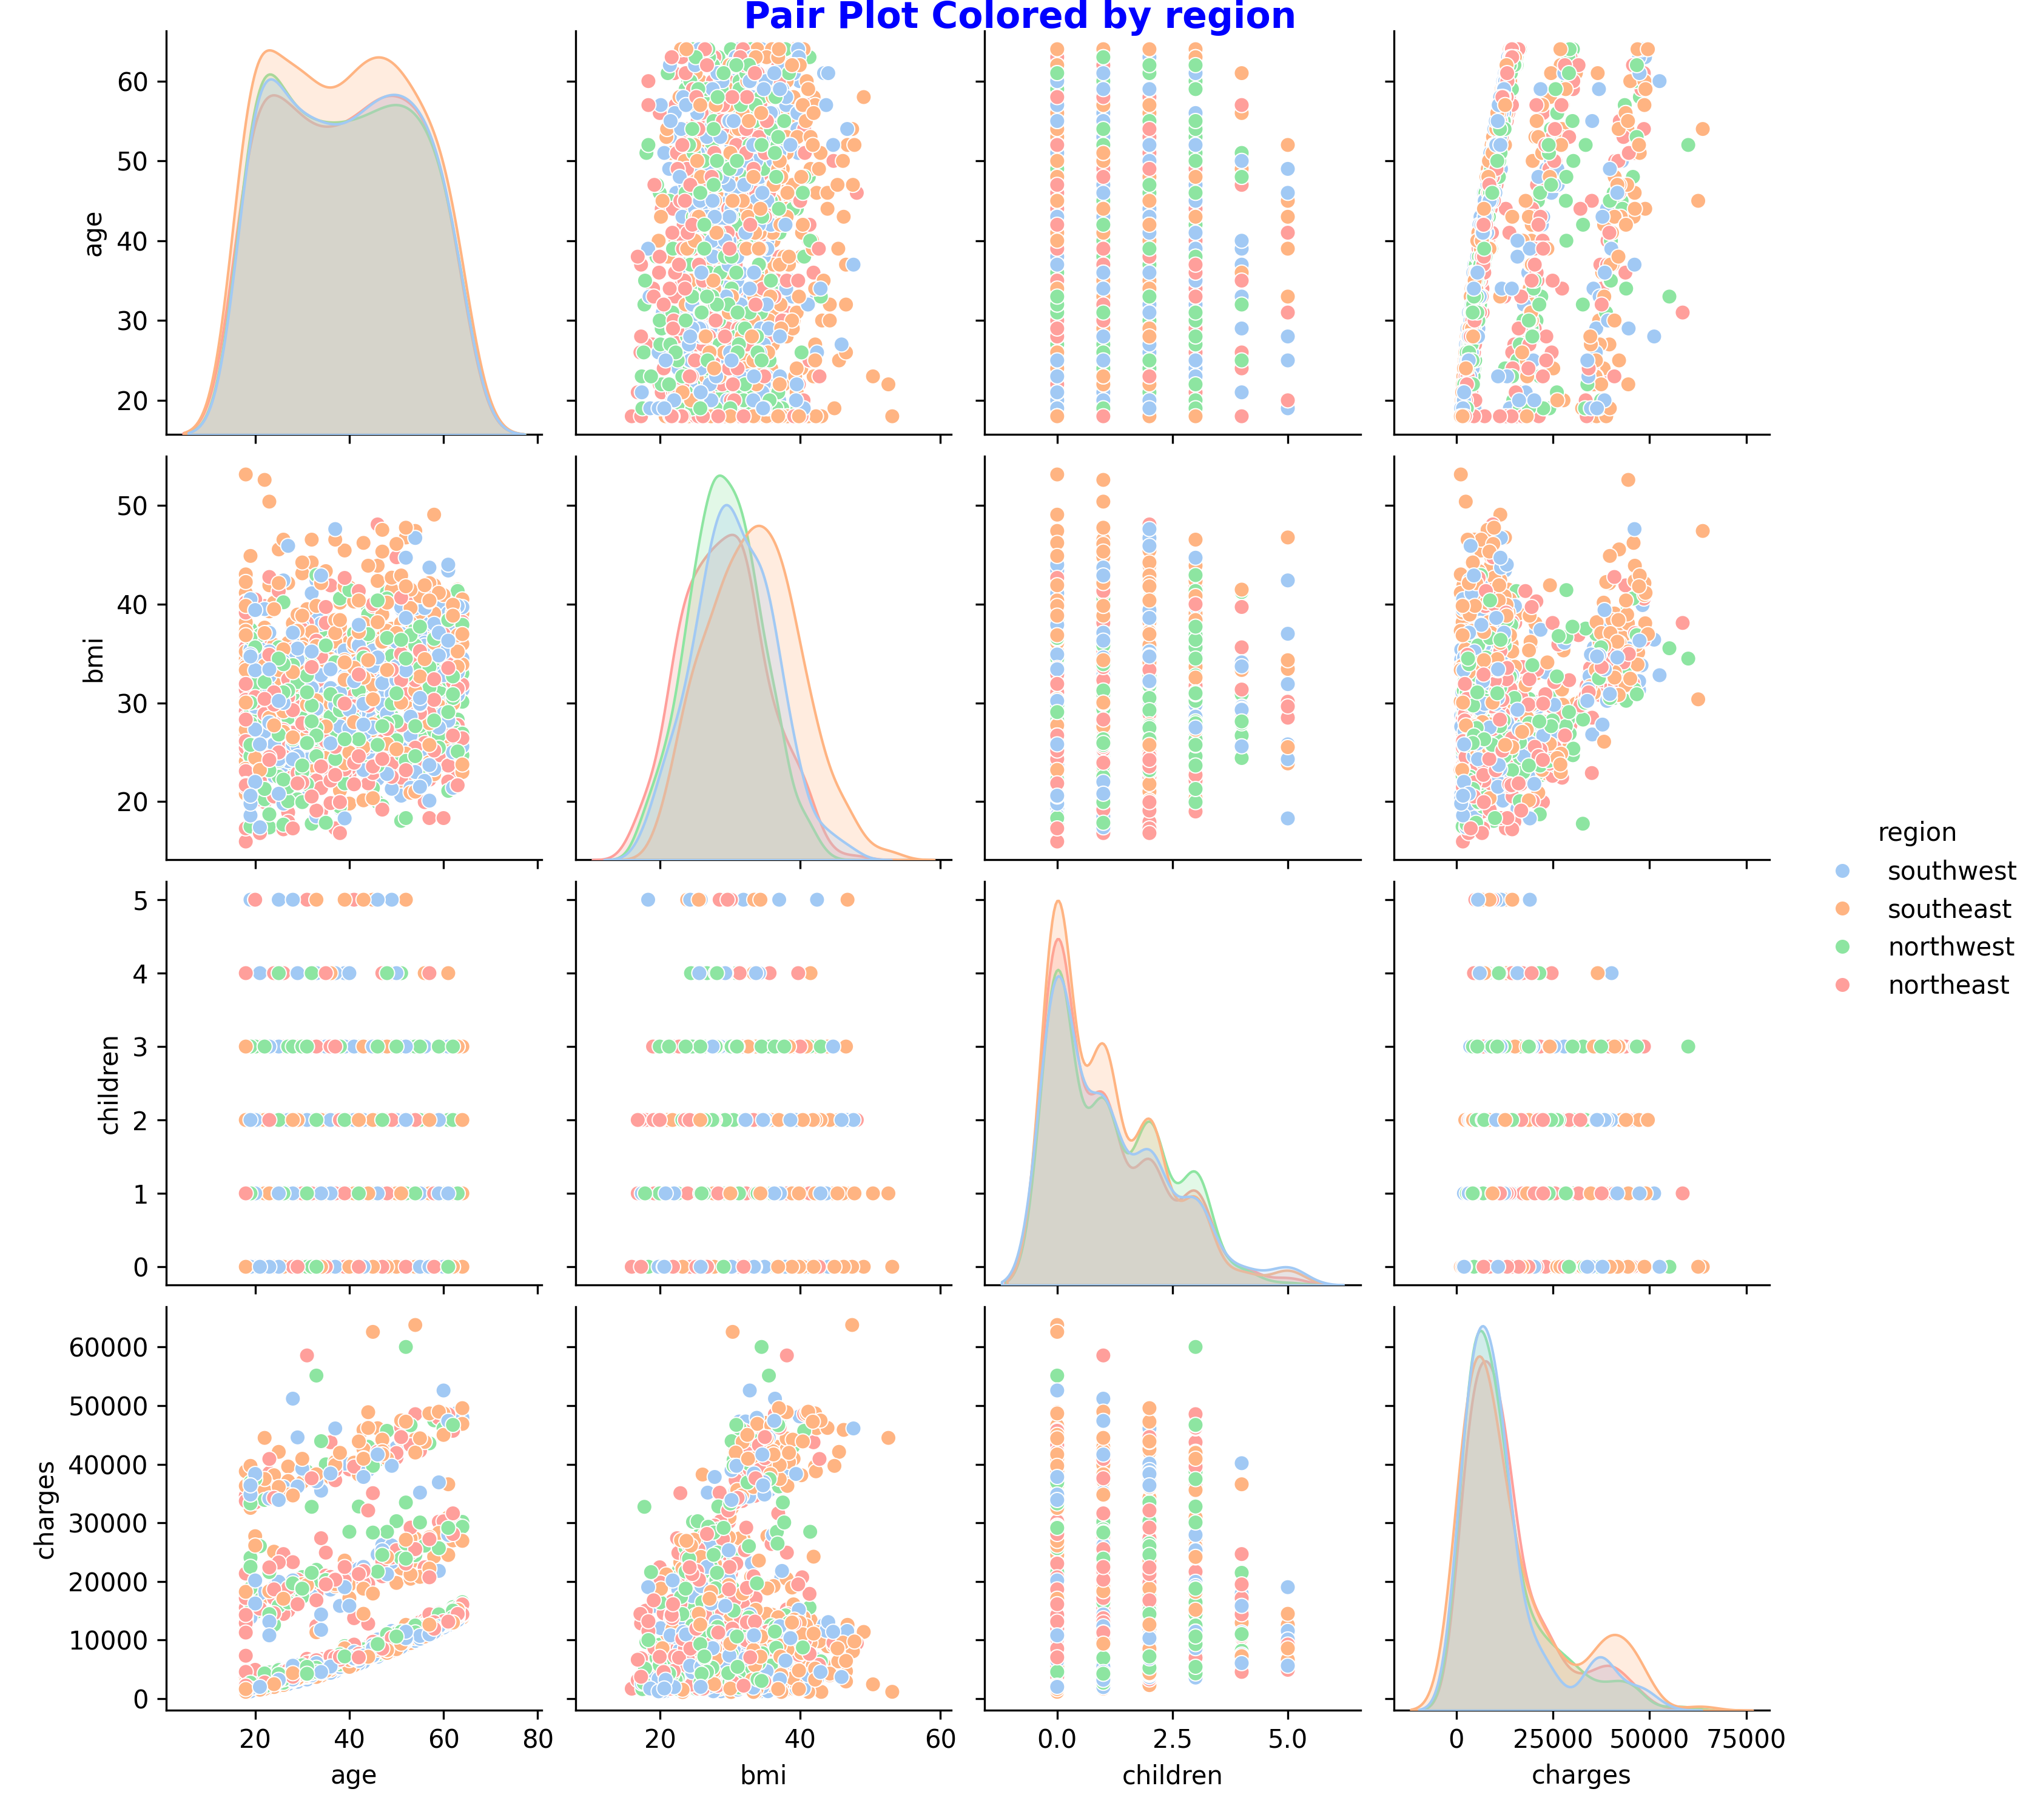 Pair Plot Colored by region
60
50
40
30
20
age
50
40
30
20
bmi
5
4
3
2
1
0
children
60000
50000
40000
30000
20000
10000
0
charges
20 40 60 80
age
20 40 60
bmi
0.0 2.5 5.0
children
0 25000 50000 75000
charges
region
southwest
southeast
northwest
northeast